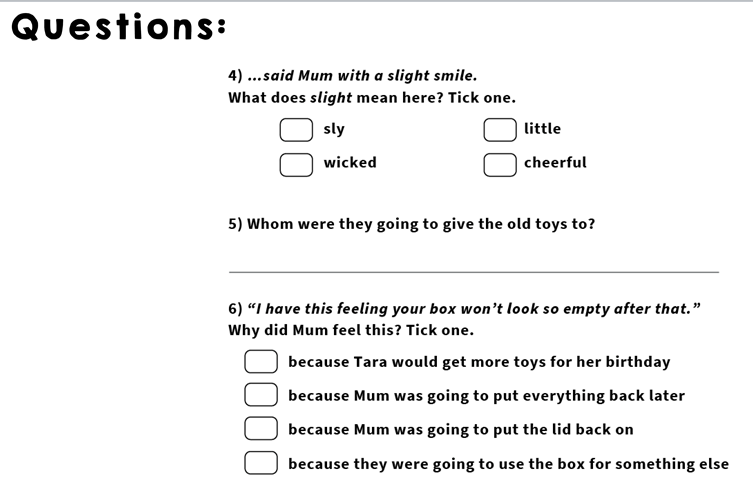 Questions:
4) ...said Mum with a slight smile.
What does slight mean here? Tick one.
sly
little
wicked
cheerful
5) Whom were they going to give the old toys to?
6) “I have this feeling your box won’t look so empty after that.”
Why did Mum feel this? Tick one.
because Tara would get more toys for her birthday
because Mum was going to put everything back later
because Mum was going to put the lid back on
because they were going to use the box for something else